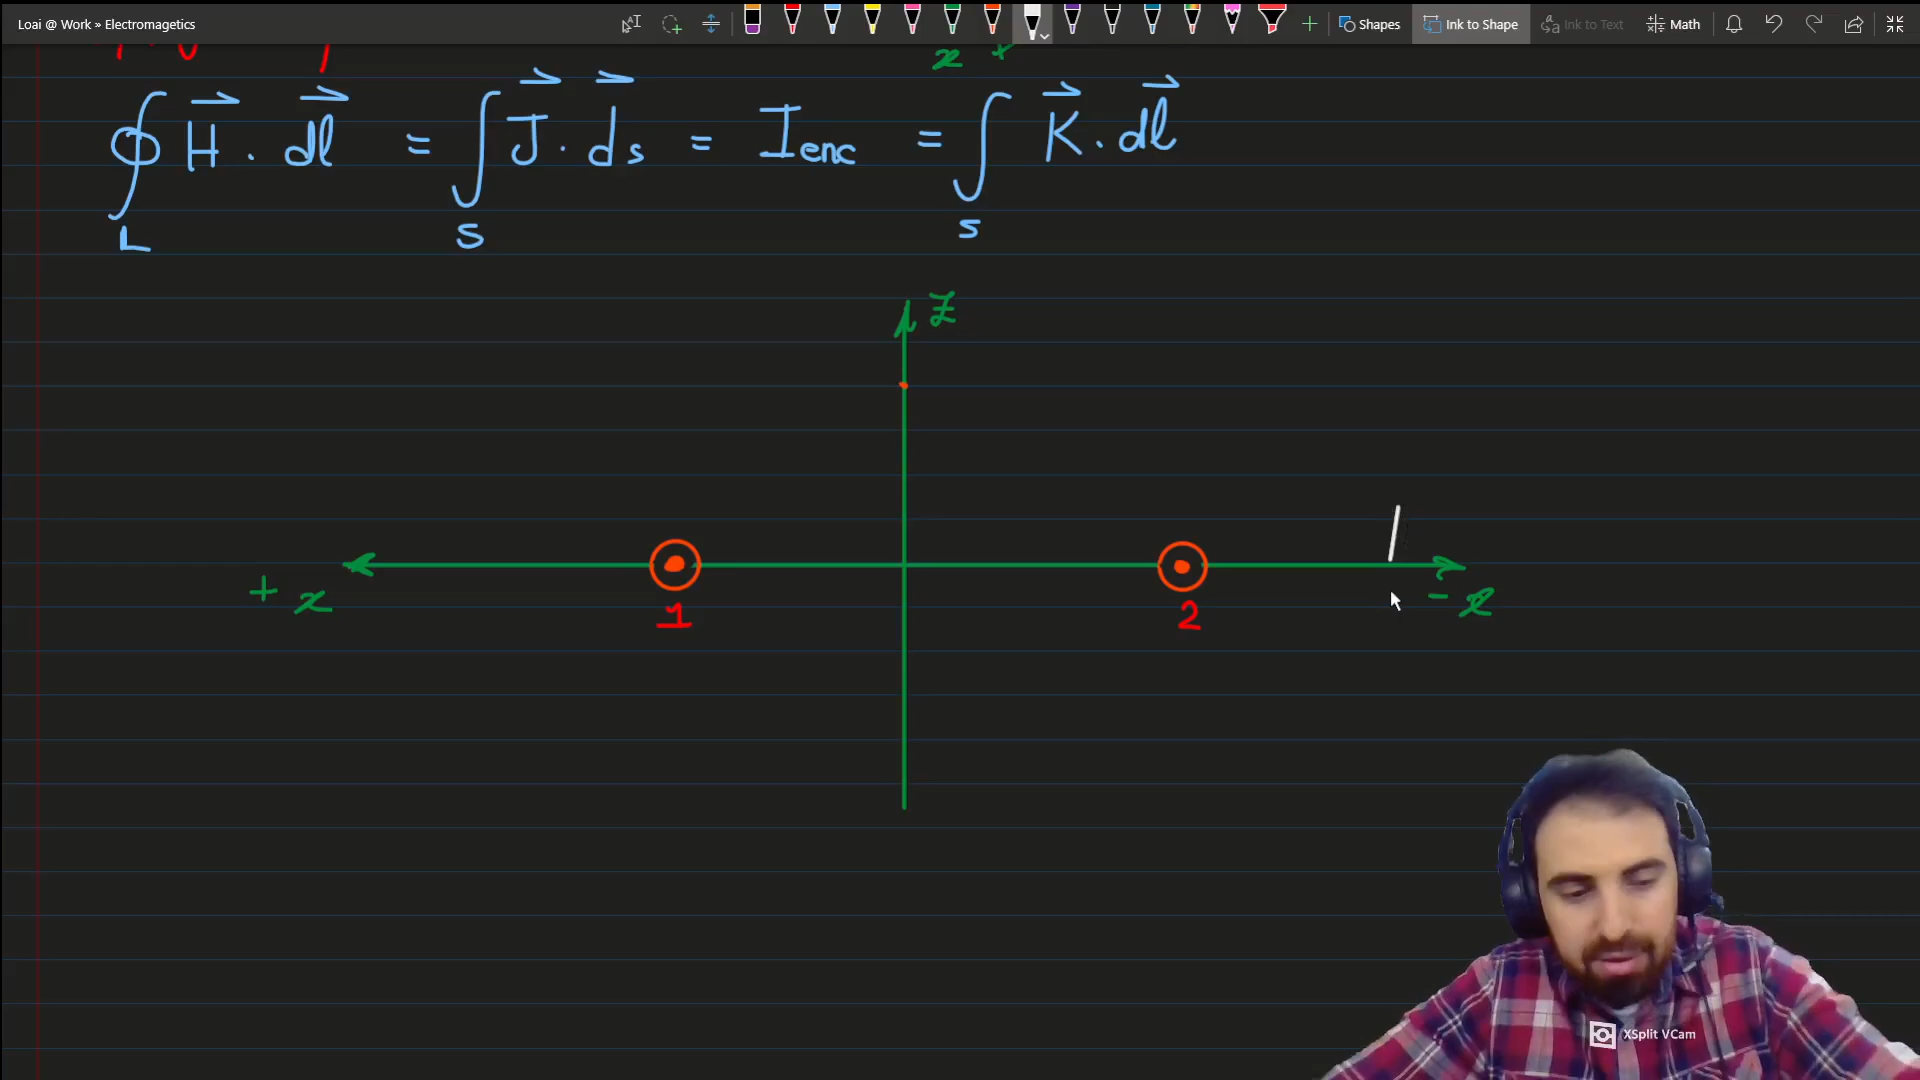 Loai @ Work » Electromagetics
Shapes
Ink to Shape
Ink to Text
Math
x +
∮ H⃗ . dl⃗ = ∫ J⃗ . ds⃗ = Ienc = ∫ K⃗ . dl⃗
L S S
z
+ x
1
2
- x
XSplit VCam